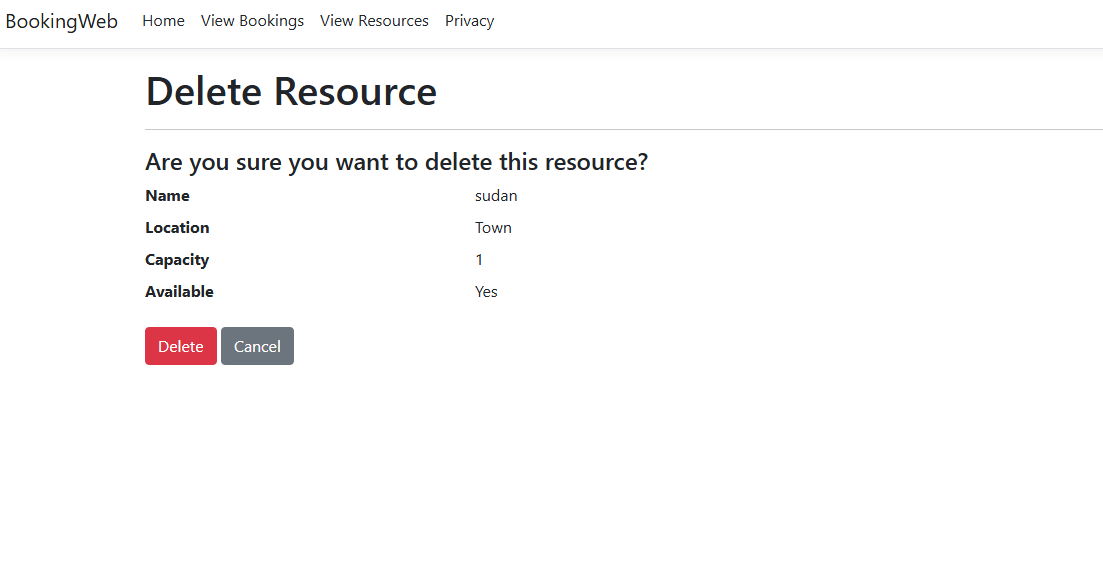 BookingWeb Home View Bookings View Resources Privacy
Delete Resource
Are you sure you want to delete this resource?
Name sudan
Location Town
Capacity 1
Available Yes
Delete Cancel